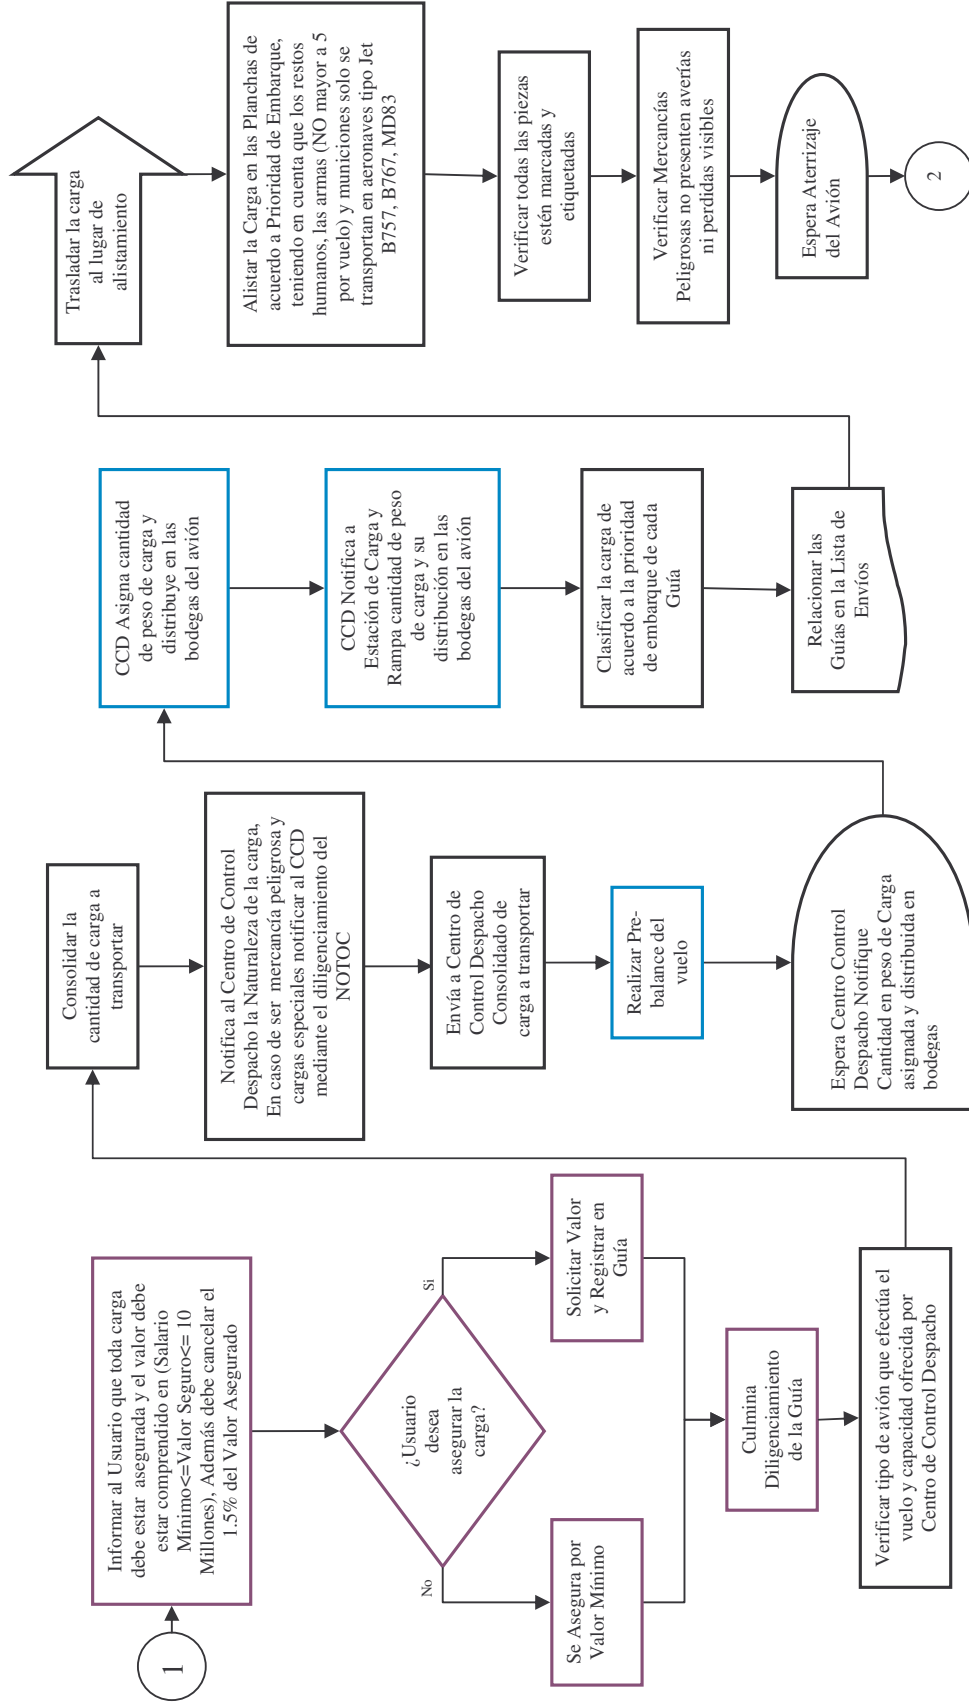 1
Informar al Usuario que toda carga
debe estar asegurada y el valor debe
estar comprendido en (Salario
Mínimo<=Valor Seguro<= 10
Millones), Además debe cancelar el
1.5% del Valor Asegurado
¿Usuario
desea
asegurar la
carga?
No
Si
Se Asegura por
Valor Mínimo
Solicitar Valor
y Registrar en
Guía
Culmina
Diligenciamiento
de la Guía
Verificar tipo de avión que efectúa el
vuelo y capacidad ofrecida por
Centro de Control Despacho
Consolidar la
cantidad de carga a
transportar
Notifica al Centro de Control
Despacho la Naturaleza de la carga,
En caso de ser mercancía peligrosa y
cargas especiales notificar al CCD
mediante el diligenciamiento del
NOTOC
Envía a Centro de
Control Despacho
Consolidado de
carga a transportar
Realizar Pre-
balance del
vuelo
Espera Centro Control
Despacho Notifique
Cantidad en peso de Carga
asignada y distribuida en
bodegas
CCD Asigna cantidad
de peso de carga y
distribuye en las
bodegas del avión
CCD Notifica a
Estación de Carga y
Rampa cantidad de peso
de carga y su
distribución en las
bodegas del avión
Clasificar la carga de
acuerdo a la prioridad
de embarque de cada
Guía
Relacionar las
Guías en la Lista de
Envíos
Trasladar la carga
al lugar de
alistamiento
Alistar la Carga en las Planchas de
acuerdo a Prioridad de Embarque,
teniendo en cuenta que los restos
humanos, las armas (NO mayor a 5
por vuelo) y municiones solo se
transportan en aeronaves tipo Jet
B757, B767, MD83
Verificar todas las piezas
estén marcadas y
etiquetadas
Verificar Mercancías
Peligrosas no presenten averías
ni perdidas visibles
Espera Aterrizaje
del Avión
2